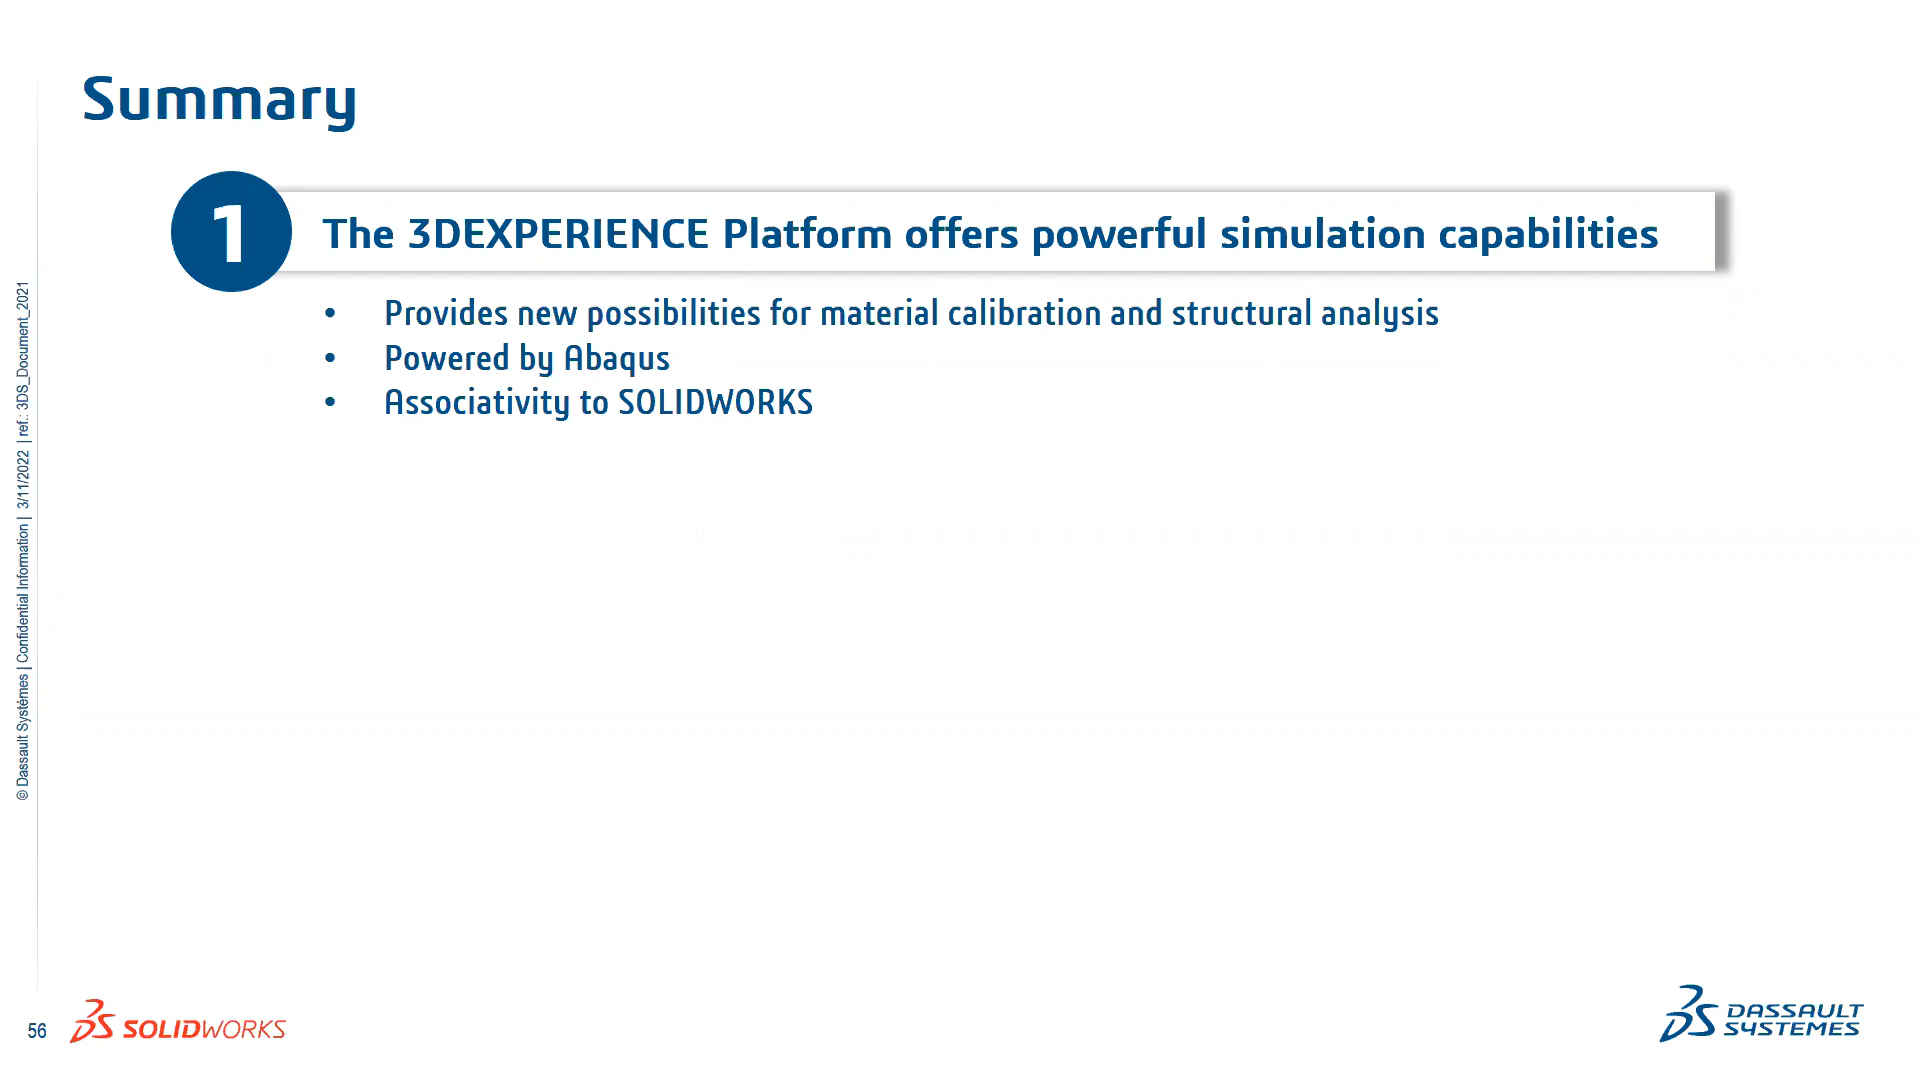 Summary
1
The 3DEXPERIENCE Platform offers powerful simulation capabilities
• Provides new possibilities for material calibration and structural analysis
• Powered by Abaqus
• Associativity to SOLIDWORKS
© Dassault Systèmes | Confidential Information | 3/11/2022 | ref.: 3DS_Document_2021
56
SOLIDWORKS
DASSAULT
SYSTEMES